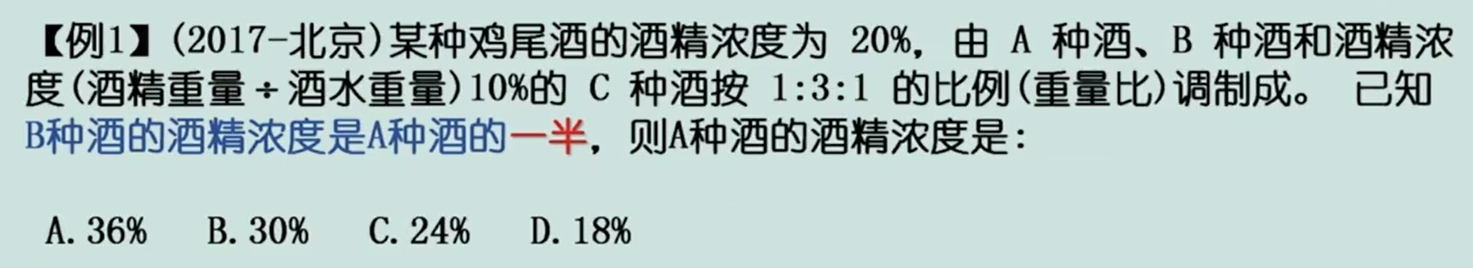 【例1】(2017-北京)某种鸡尾酒的酒精浓度为 20%，由 A 种酒、B 种酒和酒精浓
度(酒精重量÷酒水重量)10%的 C 种酒按 1:3:1 的比例(重量比)调制成。 已知
B种酒的酒精浓度是A种酒的一半，则A种酒的酒精浓度是:
A.36% B.30% C.24% D.18%